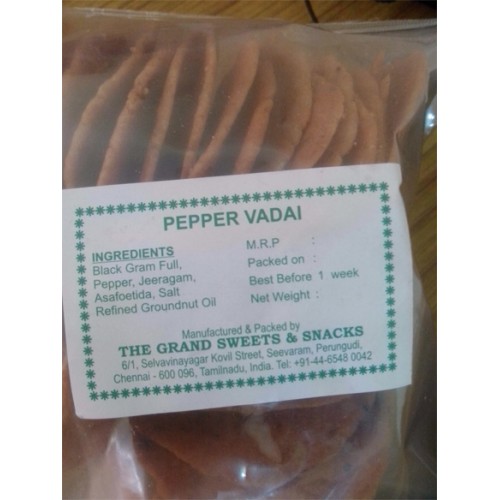 PEPPER VADAI
INGREDIENTS
Black Gram Full,
Pepper, Jeeragam,
Asafoetida, Salt
Refined Groundnut Oil
M.R.P :
Packed on :
Best Before 1 week
Net Weight :
Manufactured & Packed by
THE GRAND SWEETS & SNACKS
6/1, Selvavinayagar Kovil Street, Seevaram, Perungudi,
Chennai - 600 096, Tamilnadu, India. Tel: +91-44-6548 0042